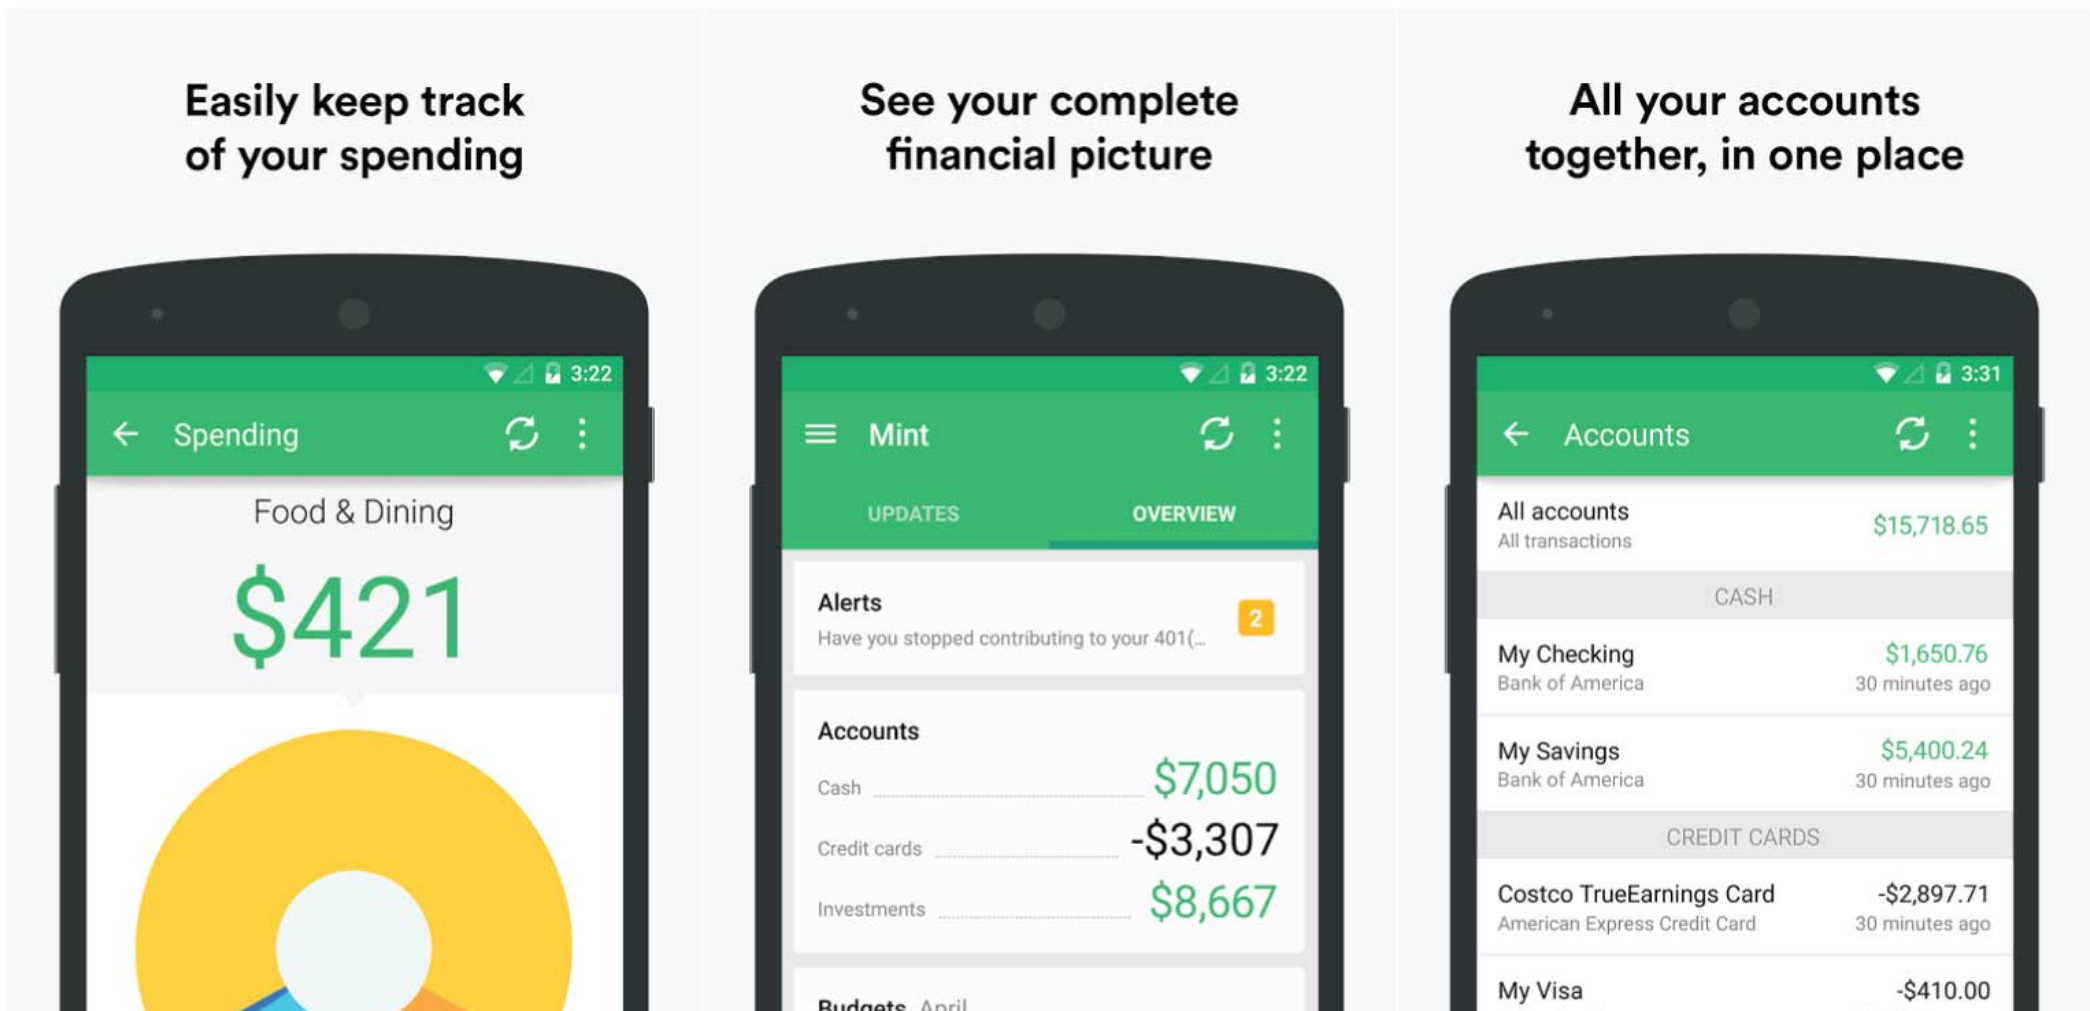 Easily keep track
of your spending
3:22
Spending
Food & Dining
$421
See your complete
financial picture
3:22
Mint
UPDATES
OVERVIEW
Alerts
2
Have you stopped contributing to your 401(...
Accounts
Cash $7,050
Credit cards -$3,307
Investments $8,667
Budgets April
All your accounts
together, in one place
3:31
Accounts
All accounts
$15,718.65
All transactions
CASH
My Checking $1,650.76
Bank of America 30 minutes ago
My Savings $5,400.24
Bank of America 30 minutes ago
CREDIT CARDS
Costco TrueEarnings Card -$2,897.71
American Express Credit Card 30 minutes ago
My Visa -$410.00